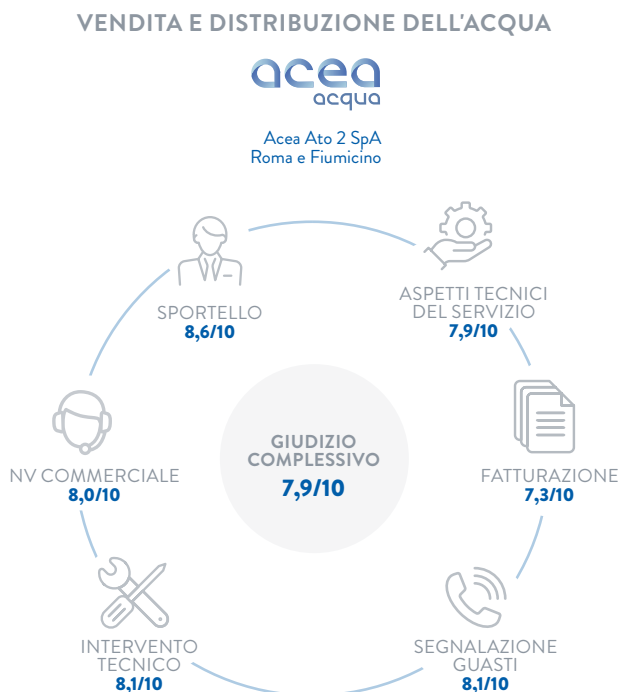 VENDITA E DISTRIBUZIONE DELL'ACQUA
acea
acqua
Acea Ato 2 SpA
Roma e Fiumicino
SPORTELLO
8,6/10
ASPETTI TECNICI
DEL SERVIZIO
7,9/10
NV COMMERCIALE
8,0/10
GIUDIZIO
COMPLESSIVO
7,9/10
FATTURAZIONE
7,3/10
INTERVENTO
TECNICO
8,1/10
SEGNALAZIONE
GUASTI
8,1/10